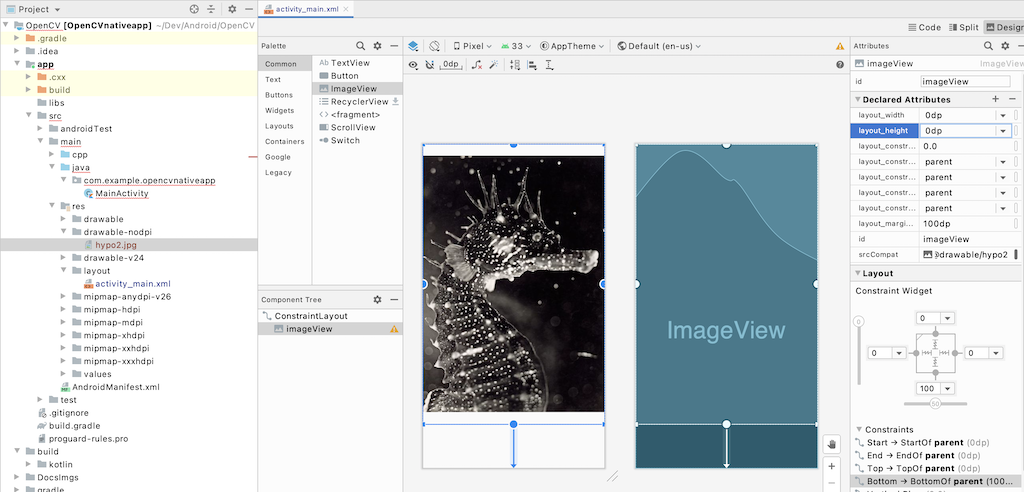 Project
activity_main.xml
OpenCV [OpenCVnativeapp] ~/Dev/Android/OpenCV
.gradle
.idea
app
.cxx
build
libs
src
androidTest
main
cpp
java
com.example.opencvnativeapp
MainActivity
res
drawable
drawable-nodpi
hypo2.jpg
drawable-v24
layout
activity_main.xml
mipmap-anydpi-v26
mipmap-hdpi
mipmap-mdpi
mipmap-xhdpi
mipmap-xxhdpi
mipmap-xxxhdpi
values
AndroidManifest.xml
test
.gitignore
build.gradle
proguard-rules.pro
build
kotlin
DocsImgs
gradle
Code Split Design
Palette
Common
Text
Buttons
Widgets
Layouts
Containers
Google
Legacy
Ab TextView
Button
ImageView
RecyclerView
<fragment>
ScrollView
Switch
Component Tree
ConstraintLayout
imageView
Pixel 33 AppTheme Default (en-us)
0dp
ImageView
Attributes
imageView ImageView
id imageView
Declared Attributes
layout_width 0dp
layout_height 0dp
layout_constr... 0.0
layout_constr... parent
layout_constr... parent
layout_constr... parent
layout_constr... parent
layout_margi... 100dp
id imageView
srcCompat @drawable/hypo2
Layout
Constraint Widget
0
0
0
0
100
50
Constraints
Start → StartOf parent (0dp)
End → EndOf parent (0dp)
Top → TopOf parent (0dp)
Bottom → BottomOf parent (100...